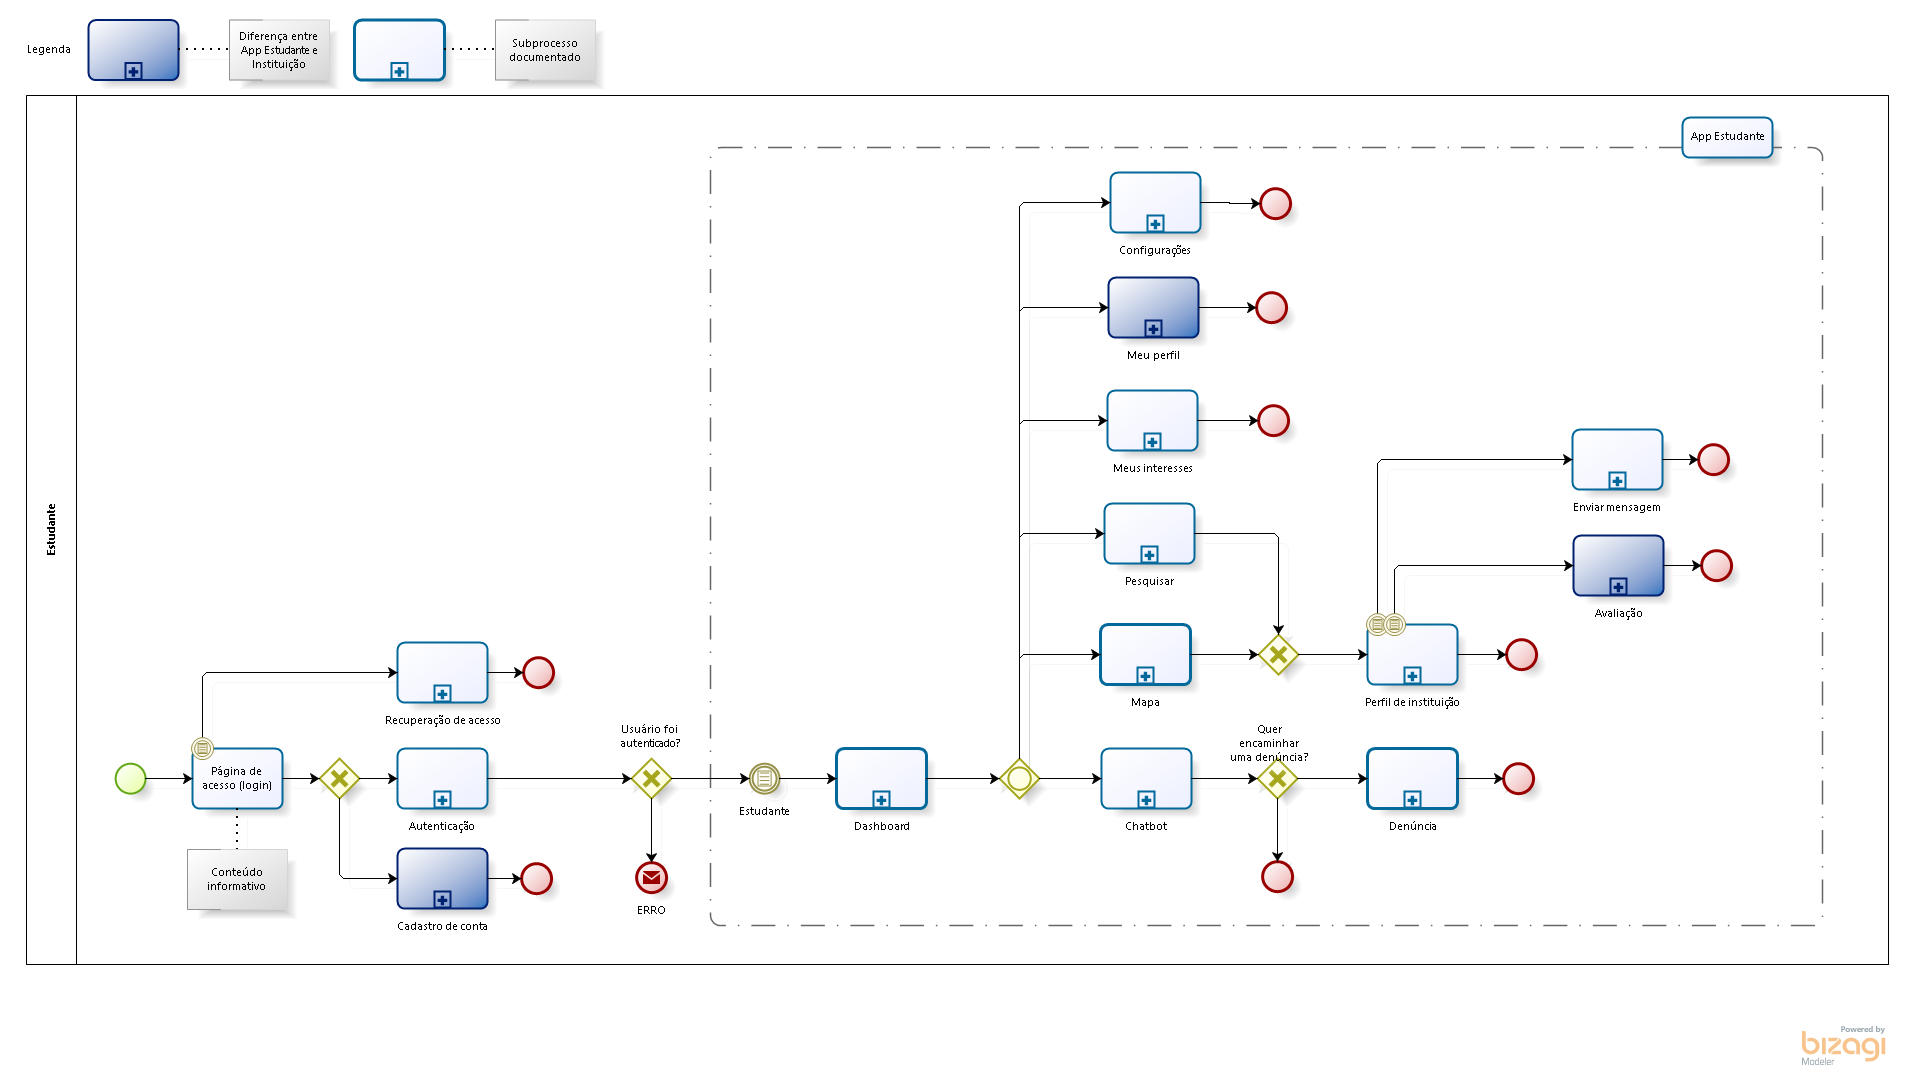 Legenda
Diferença entre
App Estudante e
Instituição
Subprocesso
documentado
App Estudante
Configurações
Meu perfil
Meus interesses
Enviar mensagem
Estudante
Pesquisar
Avaliação
Mapa
Perfil de instituição
Recuperação de acesso
Usuário foi
autenticado?
Quer
encaminhar
uma denúncia?
Página de
acesso (login)
Estudante
Autenticação
Dashboard
Chatbot
Denúncia
Conteúdo
informativo
ERRO
Cadastro de conta
Powered by
bizagi
Modeler